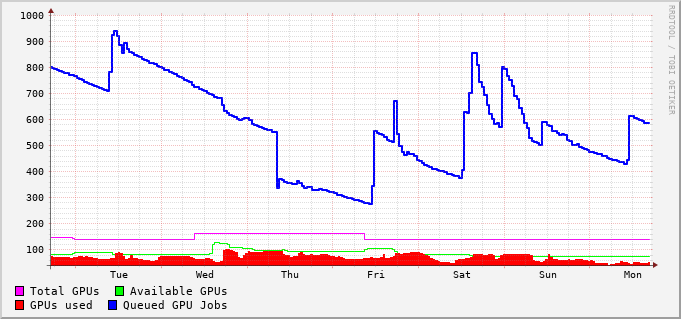 1000
900
800
700
600
500
400
300
200
100
Tue Wed Thu Fri Sat Sun Mon
Total GPUs Available GPUs
GPUs used Queued GPU Jobs
RRDTOOL / TOBI OETIKER